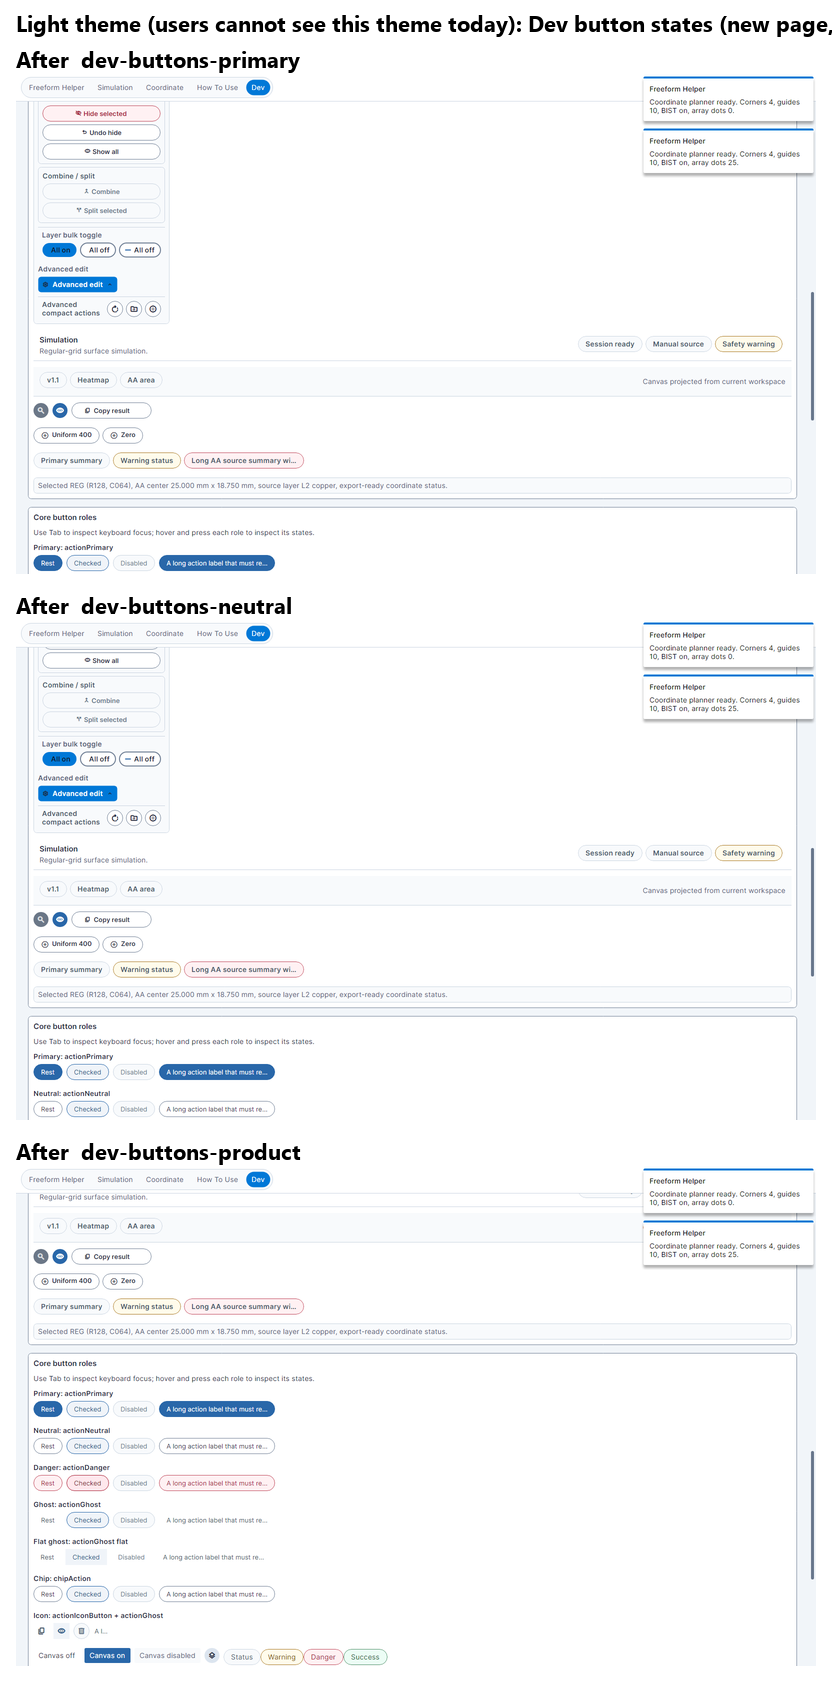 Light theme (users cannot see this theme today): Dev button states (new page,
After dev-buttons-primary
Freeform Helper Simulation Coordinate How To Use Dev
Freeform Helper
Coordinate planner ready. Corners 4, guides
10, BIST on, array dots 0.
Freeform Helper
Coordinate planner ready. Corners 4, guides
10, BIST on, array dots 25.
Hide selected
Undo hide
Show all
Combine / split
Combine
Split selected
Layer bulk toggle
All on All off All off
Advanced edit
Advanced edit
Advanced
compact actions
Simulation
Regular-grid surface simulation.
Session ready Manual source Safety warning
v1.1 Heatmap AA area Canvas projected from current workspace
Copy result
Uniform 400 Zero
Primary summary Warning status Long AA source summary wi...
Selected REG (R128, C064), AA center 25.000 mm x 18.750 mm, source layer L2 copper, export-ready coordinate status.
Core button roles
Use Tab to inspect keyboard focus; hover and press each role to inspect its states.
Primary: actionPrimary
Rest Checked Disabled A long action label that must re...
After dev-buttons-neutral
Freeform Helper Simulation Coordinate How To Use Dev
Freeform Helper
Coordinate planner ready. Corners 4, guides
10, BIST on, array dots 0.
Freeform Helper
Coordinate planner ready. Corners 4, guides
10, BIST on, array dots 25.
Show all
Combine / split
Combine
Split selected
Layer bulk toggle
All on All off All off
Advanced edit
Advanced edit
Advanced
compact actions
Simulation
Regular-grid surface simulation.
Session ready Manual source Safety warning
v1.1 Heatmap AA area Canvas projected from current workspace
Copy result
Uniform 400 Zero
Primary summary Warning status Long AA source summary wi...
Selected REG (R128, C064), AA center 25.000 mm x 18.750 mm, source layer L2 copper, export-ready coordinate status.
Core button roles
Use Tab to inspect keyboard focus; hover and press each role to inspect its states.
Primary: actionPrimary
Rest Checked Disabled A long action label that must re...
Neutral: actionNeutral
Rest Checked Disabled A long action label that must re...
After dev-buttons-product
Freeform Helper Simulation Coordinate How To Use Dev
Freeform Helper
Coordinate planner ready. Corners 4, guides
10, BIST on, array dots 0.
Freeform Helper
Coordinate planner ready. Corners 4, guides
10, BIST on, array dots 25.
Regular-grid surface simulation.
v1.1 Heatmap AA area
Copy result
Uniform 400 Zero
Primary summary Warning status Long AA source summary wi...
Selected REG (R128, C064), AA center 25.000 mm x 18.750 mm, source layer L2 copper, export-ready coordinate status.
Core button roles
Use Tab to inspect keyboard focus; hover and press each role to inspect its states.
Primary: actionPrimary
Rest Checked Disabled A long action label that must re...
Neutral: actionNeutral
Rest Checked Disabled A long action label that must re...
Danger: actionDanger
Rest Checked Disabled A long action label that must re...
Ghost: actionGhost
Rest Checked Disabled A long action label that must re...
Flat ghost: actionGhost flat
Rest Checked Disabled A long action label that must re...
Chip: chipAction
Rest Checked Disabled A long action label that must re...
Icon: actionIconButton + actionGhost
A l...
Canvas off Canvas on Canvas disabled Status Warning Danger Success